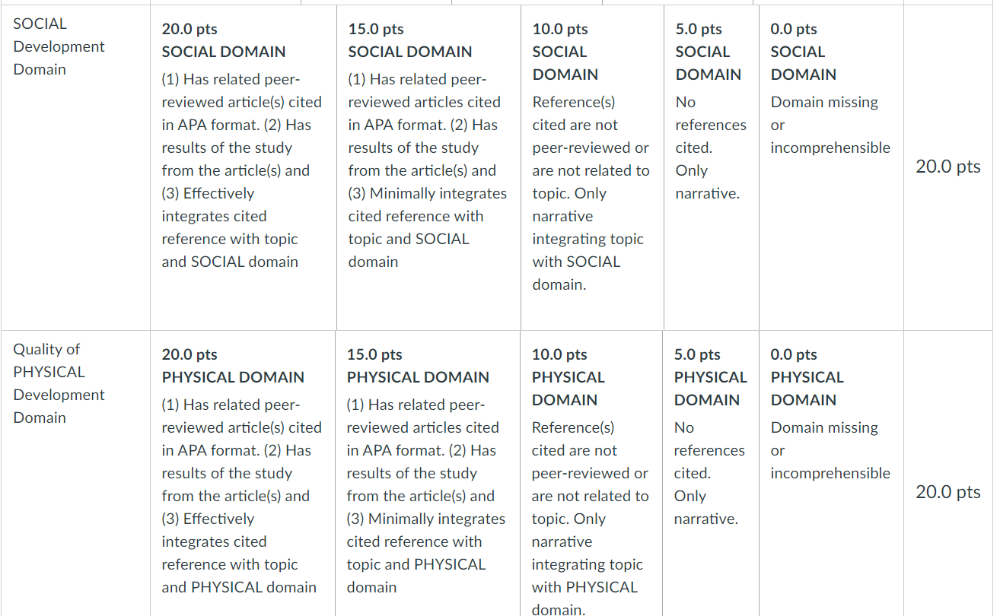 SOCIAL
Development
Domain
20.0 pts
SOCIAL DOMAIN
(1) Has related peer-
reviewed article(s) cited
in APA format. (2) Has
results of the study
from the article(s) and
(3) Effectively
integrates cited
reference with topic
and SOCIAL domain
15.0 pts
SOCIAL DOMAIN
(1) Has related peer-
reviewed articles cited
in APA format. (2) Has
results of the study
from the article(s) and
(3) Minimally integrates
cited reference with
topic and SOCIAL
domain
10.0 pts
SOCIAL
DOMAIN
Reference(s)
cited are not
peer-reviewed or
are not related to
topic. Only
narrative
integrating topic
with SOCIAL
domain.
5.0 pts
SOCIAL
DOMAIN
No
references
cited.
Only
narrative.
0.0 pts
SOCIAL
DOMAIN
Domain missing
or
incomprehensible
20.0 pts
Quality of
PHYSICAL
Development
Domain
20.0 pts
PHYSICAL DOMAIN
(1) Has related peer-
reviewed article(s) cited
in APA format. (2) Has
results of the study
from the article(s) and
(3) Effectively
integrates cited
reference with topic
and PHYSICAL domain
15.0 pts
PHYSICAL DOMAIN
(1) Has related peer-
reviewed articles cited
in APA format. (2) Has
results of the study
from the article(s) and
(3) Minimally integrates
cited reference with
topic and PHYSICAL
domain
10.0 pts
PHYSICAL
DOMAIN
Reference(s)
cited are not
peer-reviewed or
are not related to
topic. Only
narrative
integrating topic
with PHYSICAL
domain.
5.0 pts
PHYSICAL
DOMAIN
No
references
cited.
Only
narrative.
0.0 pts
PHYSICAL
DOMAIN
Domain missing
or
incomprehensible
20.0 pts